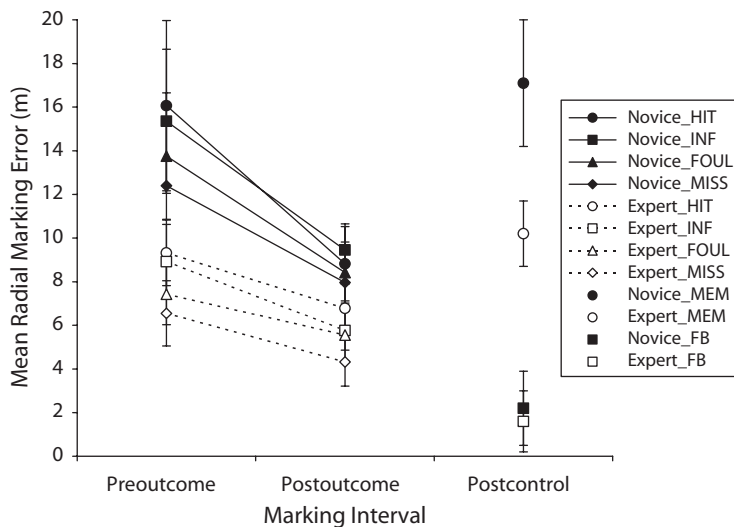 20
18
16
14
12
10
8
6
4
2
0
Mean Radial Marking Error (m)
Preoutcome Postoutcome Postcontrol
Marking Interval
Novice_HIT
Novice_INF
Novice_FOUL
Novice_MISS
Expert_HIT
Expert_INF
Expert_FOUL
Expert_MISS
Novice_MEM
Expert_MEM
Novice_FB
Expert_FB